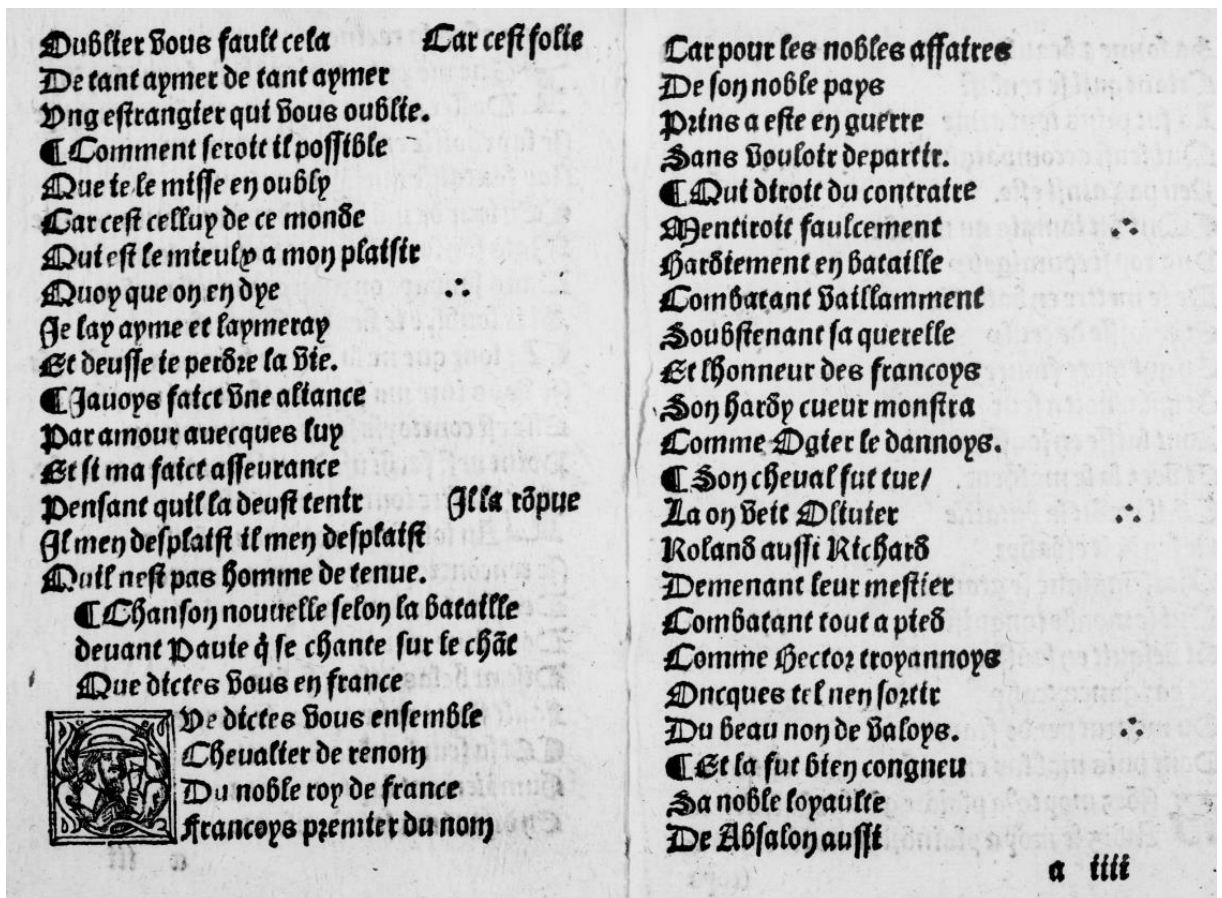 Oublier vous fault cela Car cest folie
De tant aymer de tant aymer
Ung estrangier qui vous oublie.
¶ Comment seroit il possible
Que ie le misse en oubly
Car cest celluy de ce monde
Qui est le mieulx a mon plaisir
Quoy que on en dye ∴
Je lay ayme et laymeray
Et deusse ie perdre la vie.
¶ Javoys faict vne aliance
Par amour auecques luy
Et si ma faict asseurance
Pensant quil la deust tenir Il la rõpue
Il men desplaist il men desplaist
Quil nest pas homme de tenue.
¶ Chanson nouuelle selon la bataille
deuant Pauie q̃ se chante sur le chãt
Que dictes vous en france
QVe dictes vous ensemble
Cheualier de renom
Du noble roy de france
francoys premier du nom
Car pour les nobles affaires
De son noble pays
Prins a este en guerre
Sans vouloir departir.
¶ Qui diroit du contraire
Mentiroit faulcement ∴
Hardiement en bataille
Combatant vaillamment
Soubstenant sa querelle
Et lhonneur des francoys
Son hardy cueur monstra
Comme Ogier le dannoys.
¶ Son cheual fut tue/
La on veit Oliuier ∴
Roland aussi Richard
Demenant leur mestier
Combatant tout a pied
Comme Hector troyannoys
Oncques tel nen sortir
Du beau non de valoys. ∴
¶ Et la fut bien congneu
Sa noble loyaulte
De Absalon aussi
a iiii